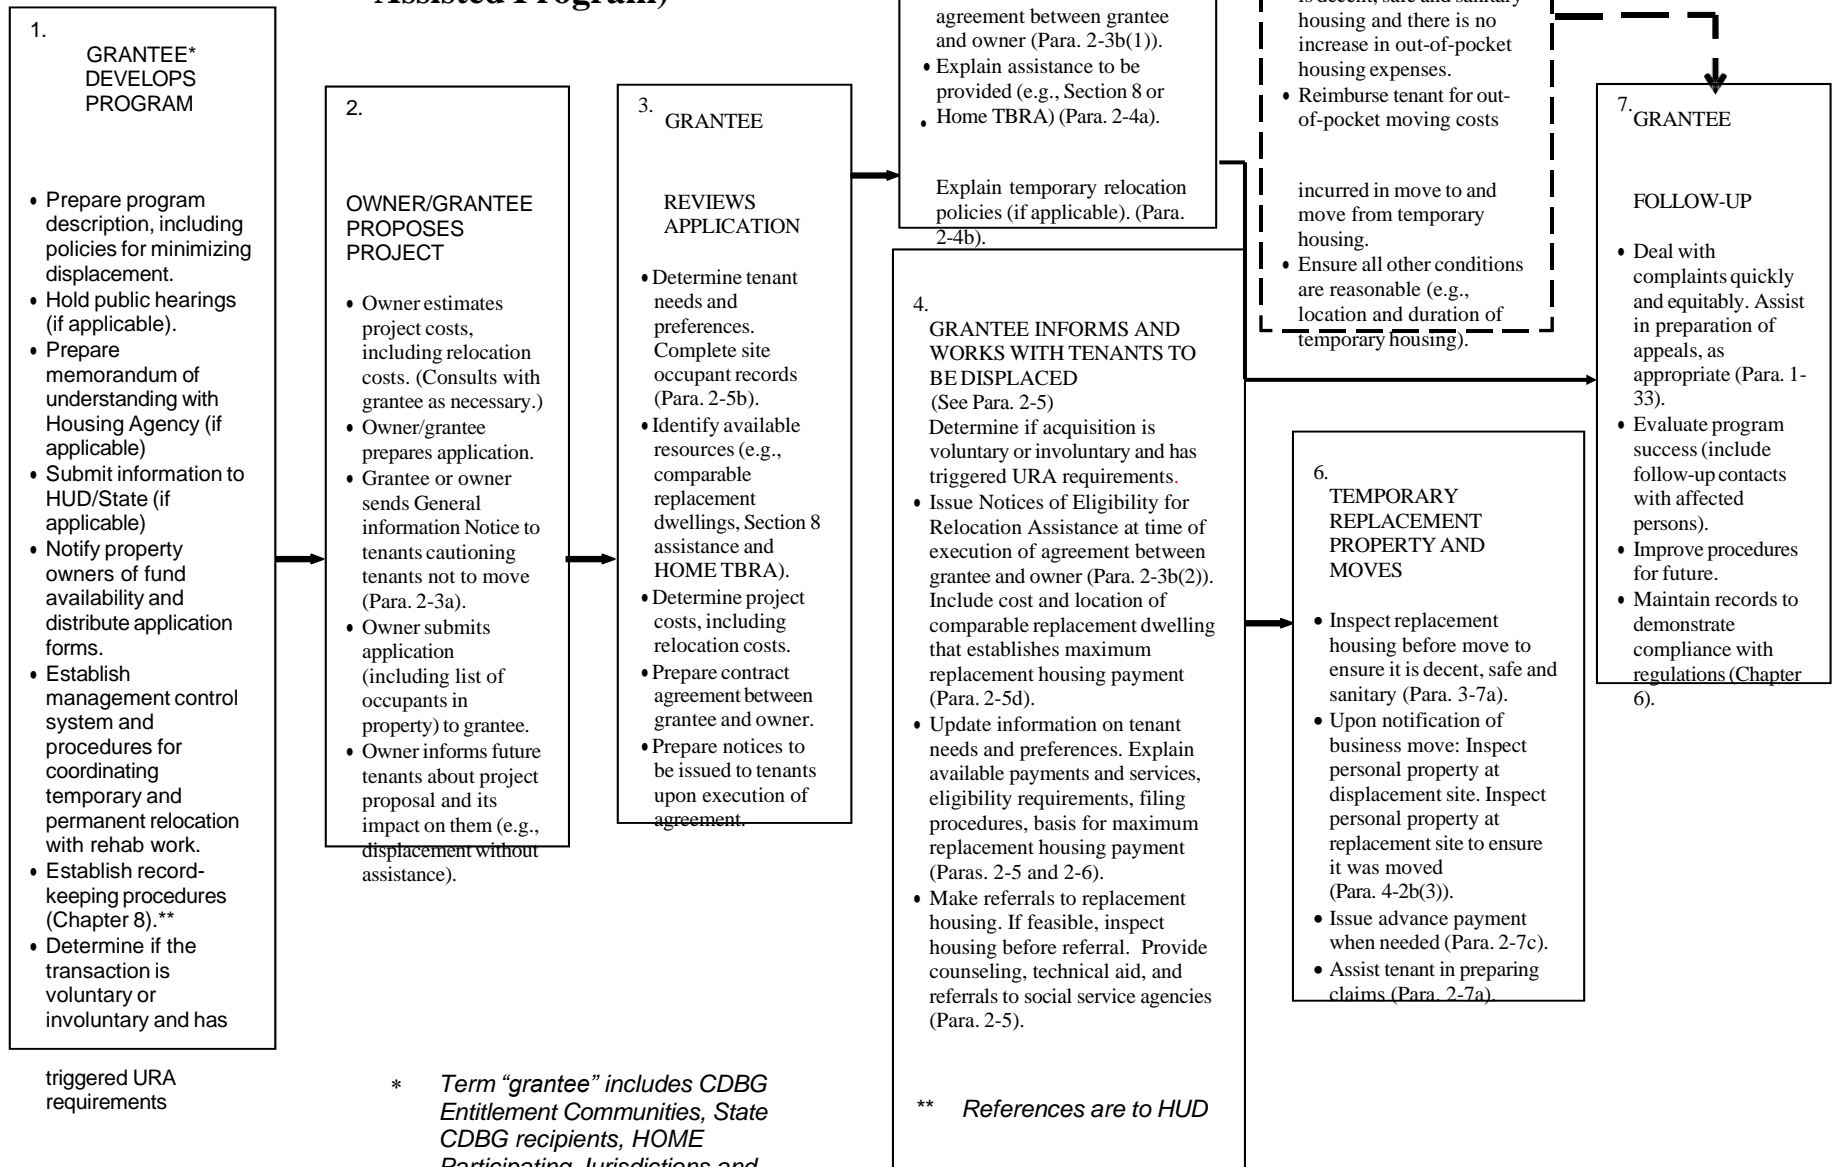 Assisted Program)
1.
GRANTEE*
DEVELOPS
PROGRAM
• Prepare program
description, including
policies for minimizing
displacement.
• Hold public hearings
(if applicable).
• Prepare
memorandum of
understanding with
Housing Agency (if
applicable)
• Submit information to
HUD/State (if
applicable)
• Notify property
owners of fund
availability and
distribute application
forms.
• Establish
management control
system and
procedures for
coordinating
temporary and
permanent relocation
with rehab work.
• Establish record-
keeping procedures
(Chapter 8).**
• Determine if the
transaction is
voluntary or
involuntary and has
triggered URA
requirements
2.
OWNER/GRANTEE
PROPOSES
PROJECT
• Owner estimates
project costs,
including relocation
costs. (Consults with
grantee as necessary.)
• Owner/grantee
prepares application.
• Grantee or owner
sends General
information Notice to
tenants cautioning
tenants not to move
(Para. 2-3a).
• Owner submits
application
(including list of
occupants in
property) to grantee.
• Owner informs future
tenants about project
proposal and its
impact on them (e.g.,
displacement without
assistance).
3.
GRANTEE
REVIEWS
APPLICATION
• Determine tenant
needs and
preferences.
Complete site
occupant records
(Para. 2-5b).
• Identify available
resources (e.g.,
comparable
replacement
dwellings, Section 8
assistance and
HOME TBRA).
• Determine project
costs, including
relocation costs.
• Prepare contract
agreement between
grantee and owner.
• Prepare notices to
be issued to tenants
upon execution of
agreement.
agreement between grantee
and owner (Para. 2-3b(1)).
• Explain assistance to be
provided (e.g., Section 8 or
• Home TBRA) (Para. 2-4a).
Explain temporary relocation
policies (if applicable). (Para.
2-4b).
4.
GRANTEE INFORMS AND
WORKS WITH TENANTS TO
BE DISPLACED
(See Para. 2-5)
Determine if acquisition is
voluntary or involuntary and has
triggered URA requirements.
• Issue Notices of Eligibility for
Relocation Assistance at time of
execution of agreement between
grantee and owner (Para. 2-3b(2)).
Include cost and location of
comparable replacement dwelling
that establishes maximum
replacement housing payment
(Para. 2-5d).
• Update information on tenant
needs and preferences. Explain
available payments and services,
eligibility requirements, filing
procedures, basis for maximum
replacement housing payment
(Paras. 2-5 and 2-6).
• Make referrals to replacement
housing. If feasible, inspect
housing before referral. Provide
counseling, technical aid, and
referrals to social service agencies
(Para. 2-5).
is decent, safe and sanitary
housing and there is no
increase in out-of-pocket
housing expenses.
• Reimburse tenant for out-
of-pocket moving costs
incurred in move to and
move from temporary
housing.
• Ensure all other conditions
are reasonable (e.g.,
location and duration of
temporary housing).
6.
TEMPORARY
REPLACEMENT
PROPERTY AND
MOVES
• Inspect replacement
housing before move to
ensure it is decent, safe and
sanitary (Para. 3-7a).
• Upon notification of
business move: Inspect
personal property at
displacement site. Inspect
personal property at
replacement site to ensure
it was moved
(Para. 4-2b(3)).
• Issue advance payment
when needed (Para. 2-7c).
• Assist tenant in preparing
claims (Para. 2-7a).
7.
GRANTEE
FOLLOW-UP
• Deal with
complaints quickly
and equitably. Assist
in preparation of
appeals, as
appropriate (Para. 1-
33).
• Evaluate program
success (include
follow-up contacts
with affected
persons).
• Improve procedures
for future.
• Maintain records to
demonstrate
compliance with
regulations (Chapter
6).
* Term “grantee” includes CDBG
Entitlement Communities, State
CDBG recipients, HOME
Participating Jurisdictions and
** References are to HUD